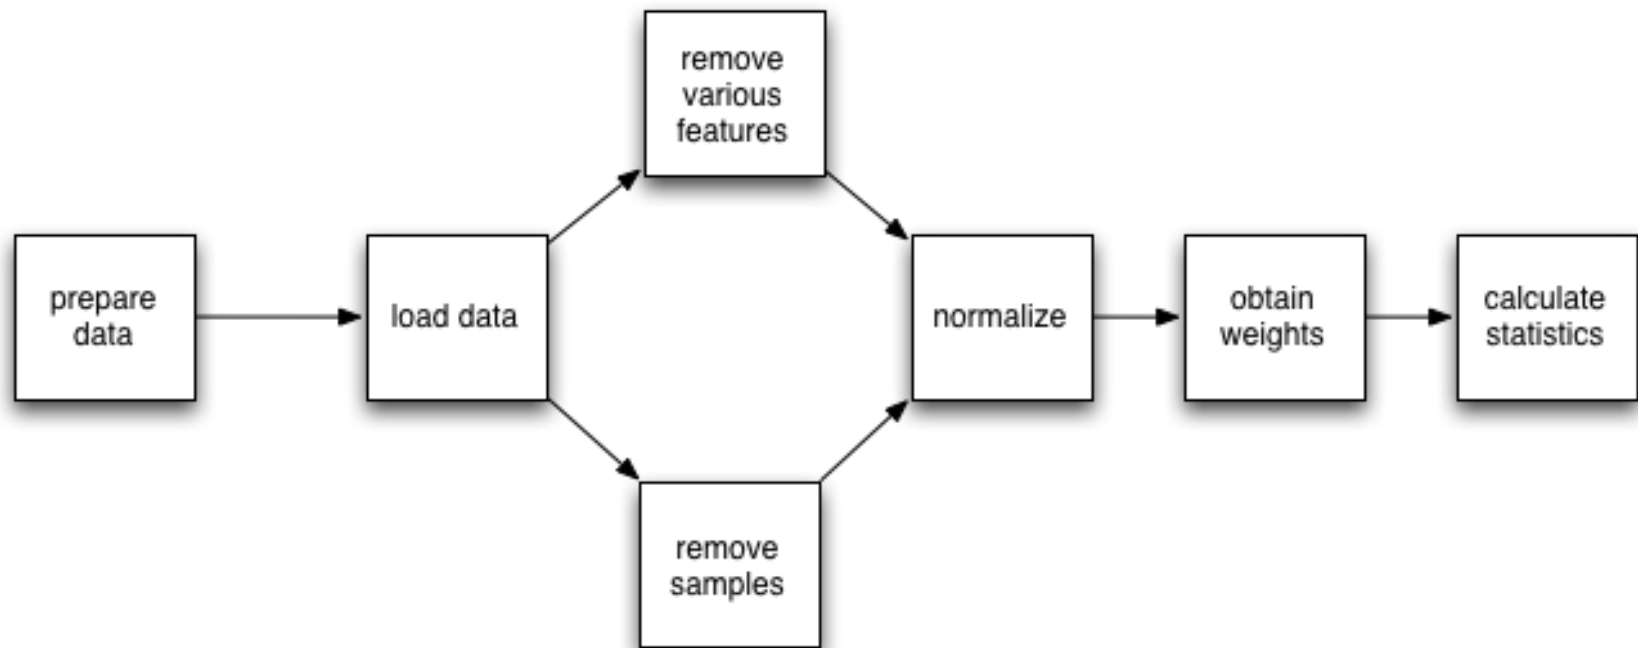 remove
various
features
prepare
data
load data
normalize
obtain
weights
calculate
statistics
remove
samples